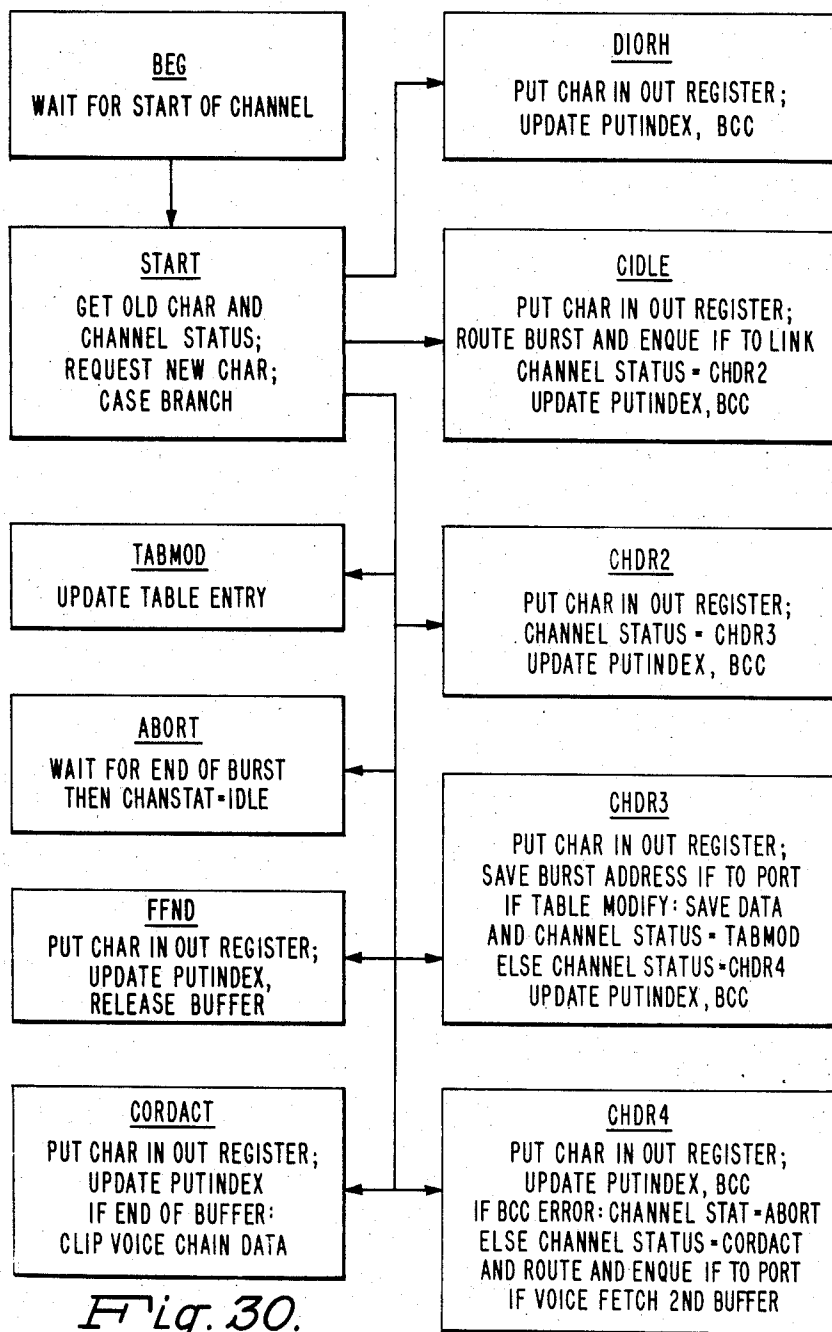 BEG
WAIT FOR START OF CHANNEL
START
GET OLD CHAR AND
CHANNEL STATUS;
REQUEST NEW CHAR;
CASE BRANCH
TABMOD
UPDATE TABLE ENTRY
ABORT
WAIT FOR END OF BURST
THEN CHANSTAT=IDLE
FFND
PUT CHAR IN OUT REGISTER;
UPDATE PUTINDEX,
RELEASE BUFFER
CORDACT
PUT CHAR IN OUT REGISTER;
UPDATE PUTINDEX
IF END OF BUFFER:
CLIP VOICE CHAIN DATA
DIORH
PUT CHAR IN OUT REGISTER;
UPDATE PUTINDEX, BCC
CIDLE
PUT CHAR IN OUT REGISTER;
ROUTE BURST AND ENQUE IF TO LINK
CHANNEL STATUS = CHDR2
UPDATE PUTINDEX, BCC
CHDR2
PUT CHAR IN OUT REGISTER;
CHANNEL STATUS = CHDR3
UPDATE PUTINDEX, BCC
CHDR3
PUT CHAR IN OUT REGISTER;
SAVE BURST ADDRESS IF TO PORT
IF TABLE MODIFY: SAVE DATA
AND CHANNEL STATUS = TABMOD
ELSE CHANNEL STATUS=CHDR4
UPDATE PUTINDEX, BCC
CHDR4
PUT CHAR IN OUT REGISTER;
UPDATE PUTINDEX, BCC
IF BCC ERROR: CHANNEL STAT=ABORT
ELSE CHANNEL STATUS=CORDACT
AND ROUTE AND ENQUE IF TO PORT
IF VOICE FETCH 2ND BUFFER
Fig. 30.